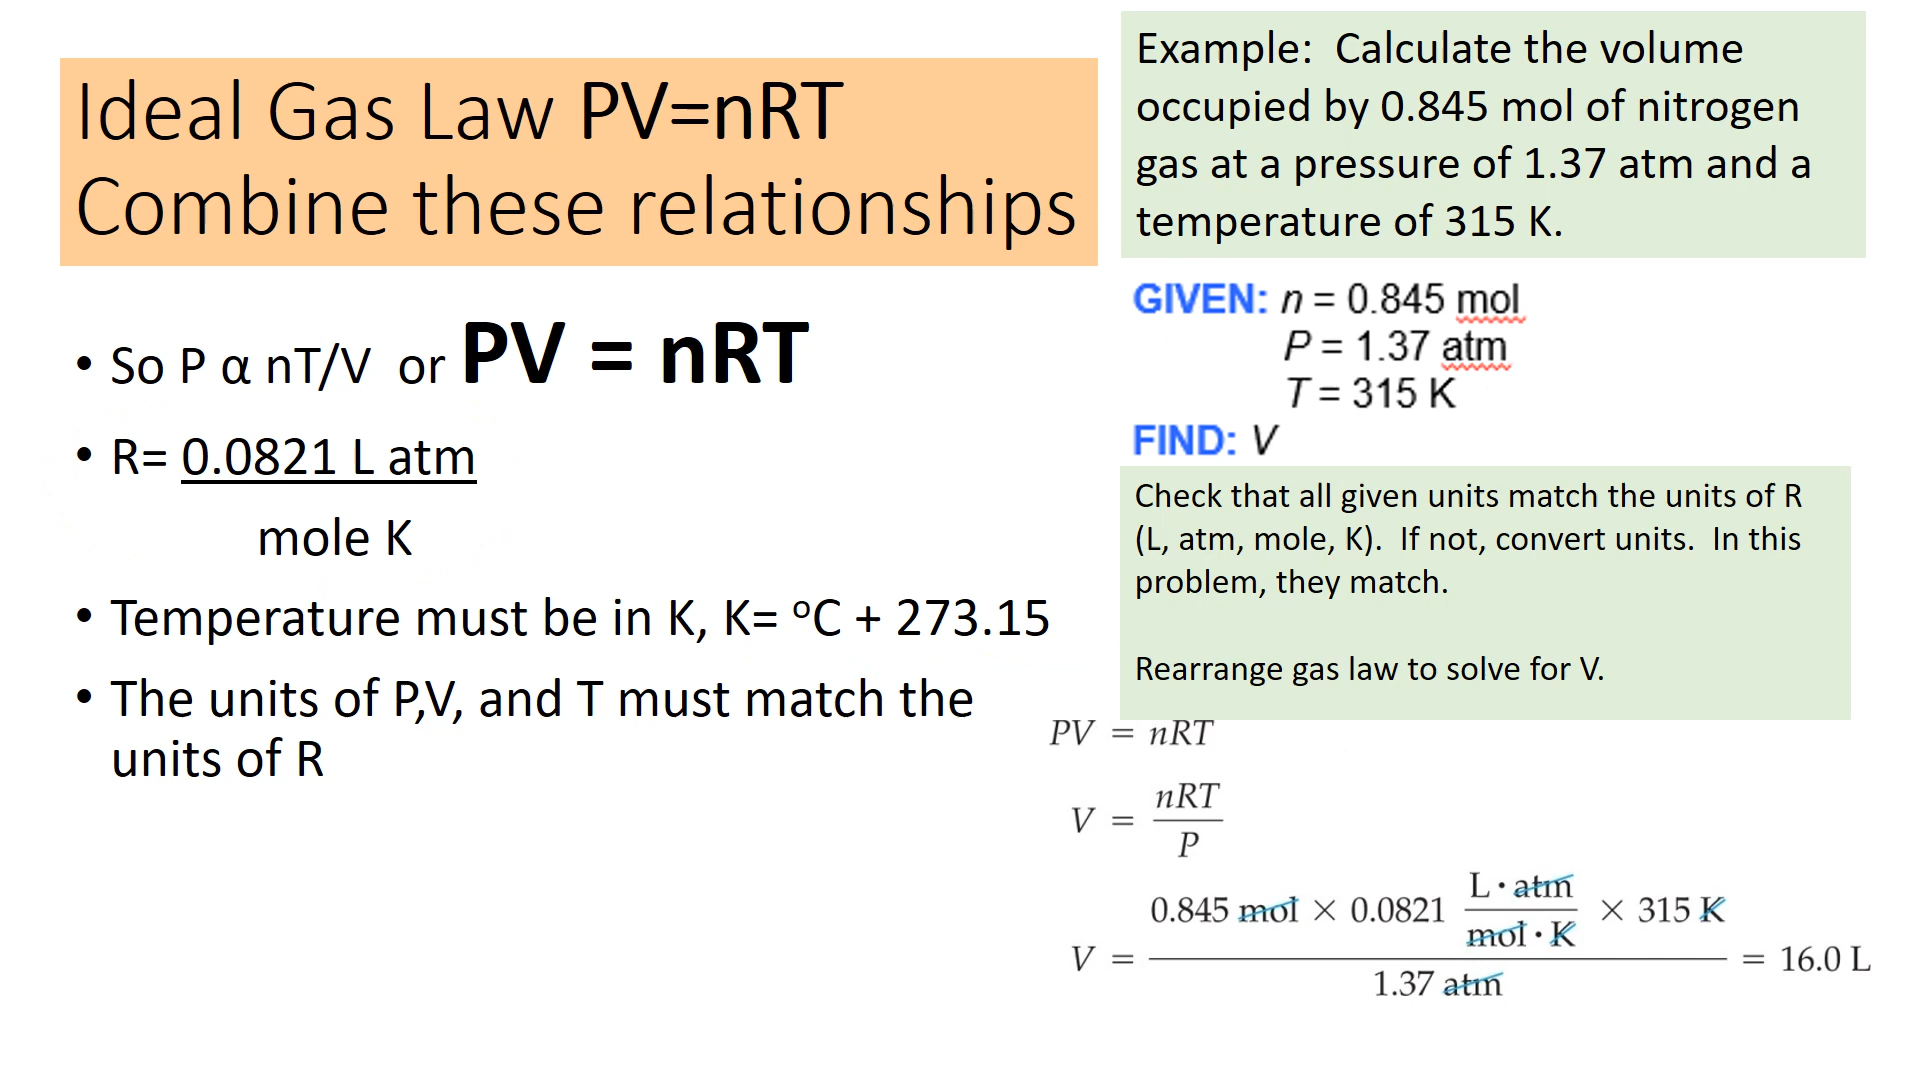 Ideal Gas Law PV=nRT
Combine these relationships
• So P α nT/V or PV = nRT
• R= 0.0821 L atm
mole K
• Temperature must be in K, K= ºC + 273.15
• The units of P,V, and T must match the
units of R
Example: Calculate the volume
occupied by 0.845 mol of nitrogen
gas at a pressure of 1.37 atm and a
temperature of 315 K.
GIVEN: n = 0.845 mol
P = 1.37 atm
T = 315 K
FIND: V
Check that all given units match the units of R
(L, atm, mole, K). If not, convert units. In this
problem, they match.
Rearrange gas law to solve for V.
PV = nRT
V = nRT / P
V = 0.845 mol × 0.0821 L · atm / mol · K × 315 K / 1.37 atm = 16.0 L